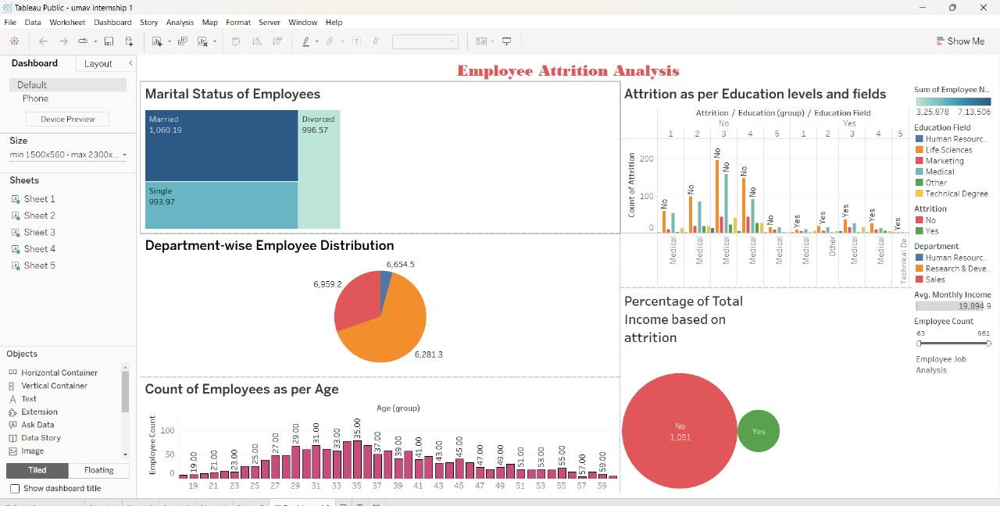 Tableau Public - umav internship 1
File Data Worksheet Dashboard Story Analysis Map Format Server Window Help
Show Me
Dashboard Layout
Default
Phone
Device Preview
Size
min 1500x560 - max 2300x...
Sheets
Sheet 1
Sheet 2
Sheet 3
Sheet 4
Sheet 5
Objects
Horizontal Container
Vertical Container
Text
Extension
Ask Data
Data Story
Image
Tiled Floating
Show dashboard title
Employee Attrition Analysis
Marital Status of Employees
Married
1,060.19
Divorced
996.57
Single
993.97
Department-wise Employee Distribution
6,654.5
6,959.2
6,281.3
Count of Employees as per Age
Age (group)
Employee Count
100
50
0
19.00 21.00 23.00 25.00 27.00 29.00 31.00 33.00 35.00 37.00 39.00 41.00 43.00 45.00 47.00 49.00 51.00 53.00 55.00 57.00 59.00
19 21 23 25 27 29 31 33 35 37 39 41 43 45 47 49 51 53 55 57 59
Attrition as per Education levels and fields
Attrition / Education (group) / Education Field
No Yes
1 2 3 4 5 1 2 3 4 5
Count of Attrition
200
100
0
No No No No No No No Yes Yes Yes Yes Yes
Medical Medical Medical Medical Medical Medical Other Medical Medical Technical De..
Percentage of Total
Income based on
attrition
No
1,051
Yes
Sum of Employee N..
3,25,878 7,13,506
Education Field
Human Resourc..
Life Sciences
Marketing
Medical
Other
Technical Degree
Attrition
No
Yes
Department
Human Resourc..
Research & Deve..
Sales
Avg. Monthly Income
19,894.9
Employee Count
63 961
Employee Job
Analysis